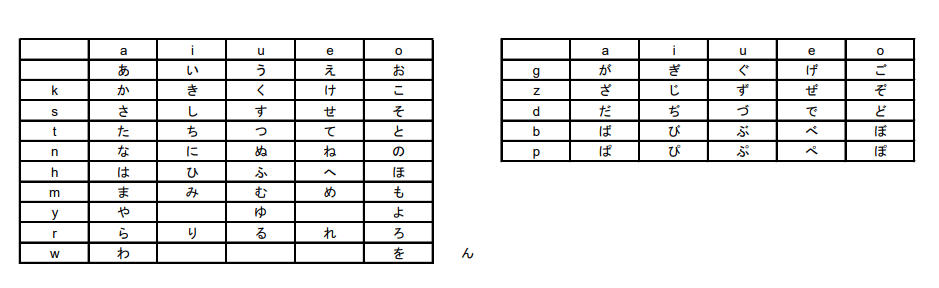 a i u e o
あ い う え お
k か き く け こ
s さ し す せ そ
t た ち つ て と
n な に ぬ ね の
h は ひ ふ へ ほ
m ま み む め も
y や ゆ よ
r ら り る れ ろ
w わ を
ん
a i u e o
g が ぎ ぐ げ ご
z ざ じ ず ぜ ぞ
d だ ぢ づ で ど
b ば び ぶ べ ぼ
p ぱ ぴ ぷ ぺ ぽ